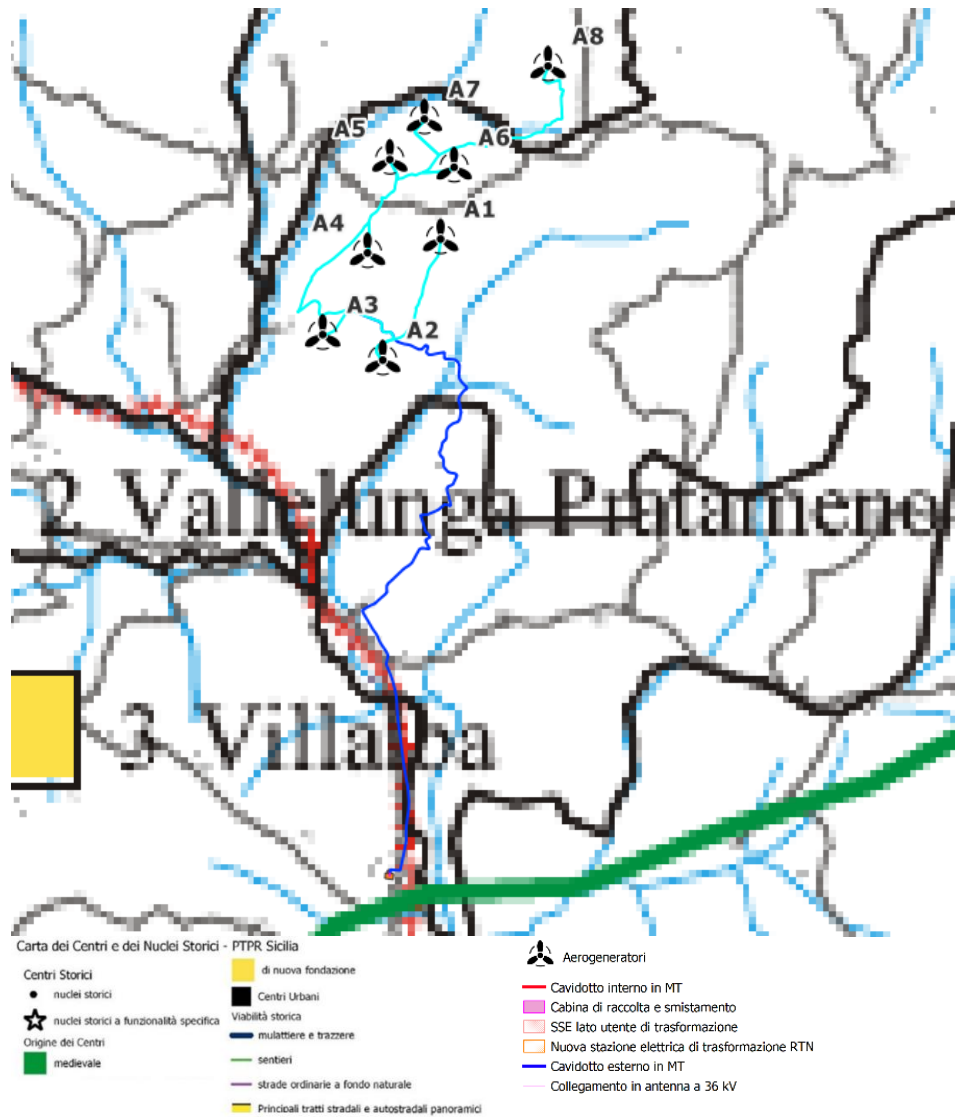 A8
A7
A5
A6
A1
A4
A3
A2
2 Vallelunga Pratameno
3 Villalba
Carta dei Centri e dei Nuclei Storici - PTPR Sicilia
Centri Storici
nuclei storici
nuclei storici a funzionalità specifica
Origine dei Centri
medievale
di nuova fondazione
Centri Urbani
Viabilità storica
mulattiere e trazzere
sentieri
strade ordinarie a fondo naturale
Principali tratti stradali e autostradali panoramici
Aerogeneratori
Cavidotto interno in MT
Cabina di raccolta e smistamento
SSE lato utente di trasformazione
Nuova stazione elettrica di trasformazione RTN
Cavidotto esterno in MT
Collegamento in antenna a 36 kV